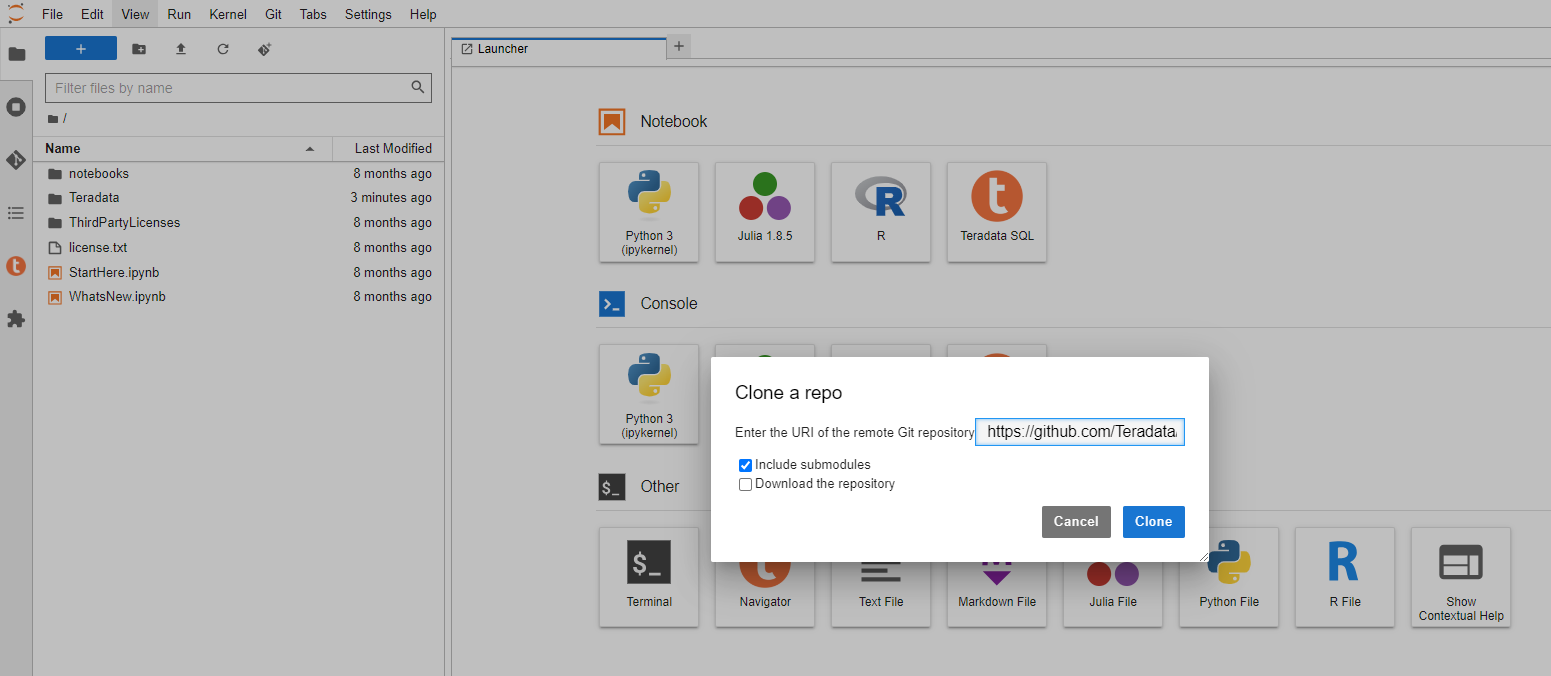 File Edit View Run Kernel Git Tabs Settings Help
+
Filter files by name
/
Name Last Modified
notebooks 8 months ago
Teradata 3 minutes ago
ThirdPartyLicenses 8 months ago
license.txt 8 months ago
StartHere.ipynb 8 months ago
WhatsNew.ipynb 8 months ago
Launcher
+
Notebook
Python 3
(ipykernel)
Julia 1.8.5
R
Teradata SQL
Console
Python 3
(ipykernel)
Clone a repo
Enter the URI of the remote Git repository https://github.com/Teradata/
Include submodules
Download the repository
Cancel Clone
$_ Other
$_
Terminal
Navigator
Text File
Markdown File
Julia File
Python File
R
R File
Show
Contextual Help